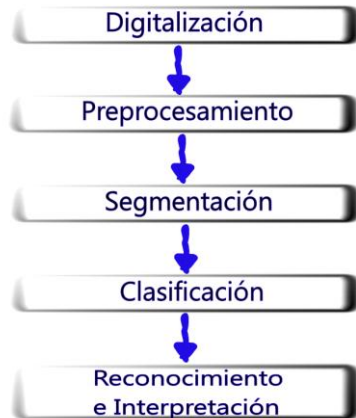 Digitalización
Preprocesamiento
Segmentación
Clasificación
Reconocimiento
e Interpretación